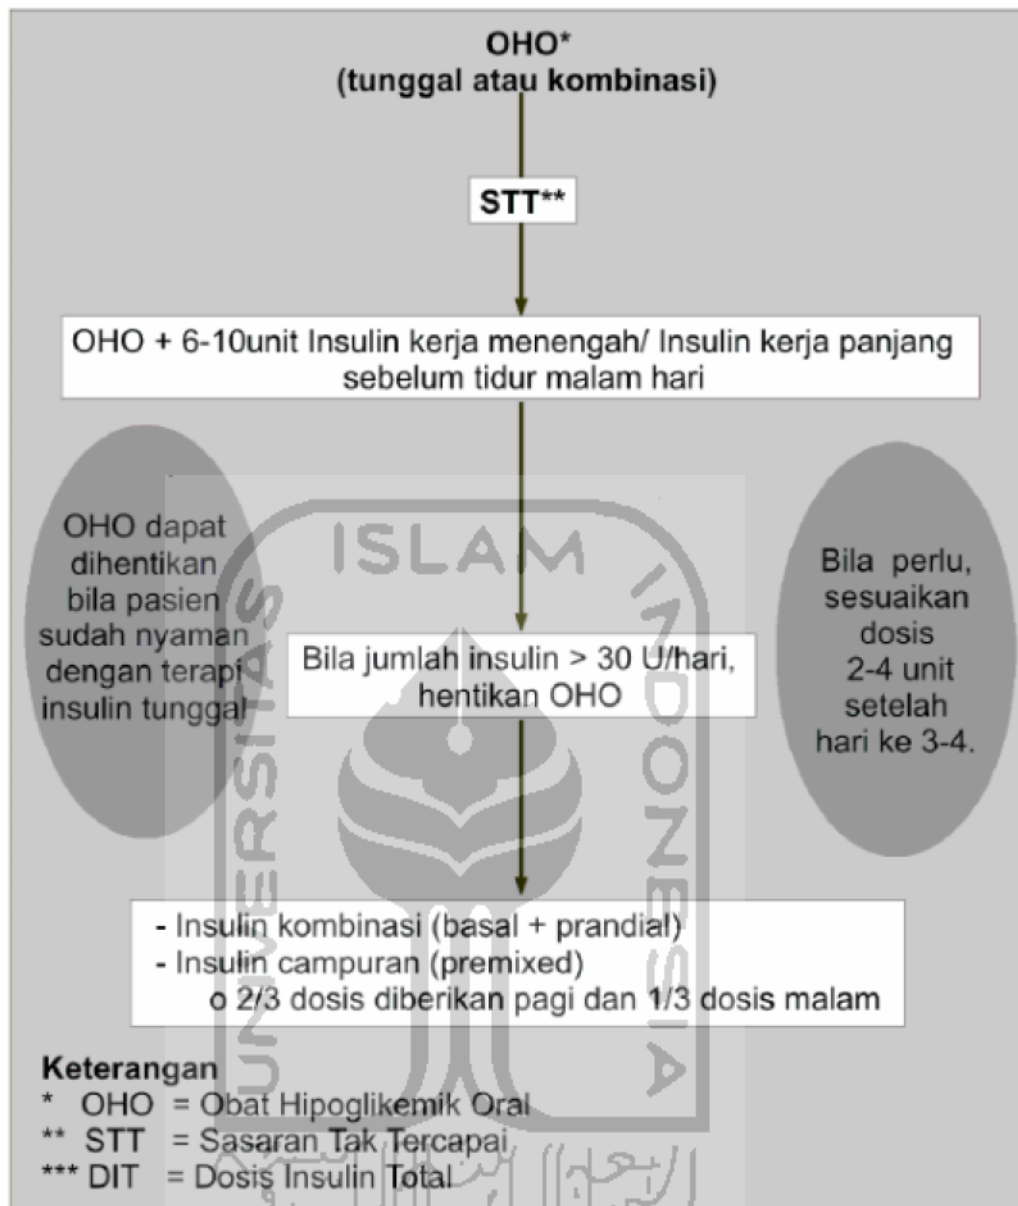 OHO*
(tunggal atau kombinasi)
STT**
OHO + 6-10unit Insulin kerja menengah/ Insulin kerja panjang
sebelum tidur malam hari
OHO dapat
dihentikan
bila pasien
sudah nyaman
dengan terapi
insulin tunggal
Bila perlu,
sesuaikan
dosis
2-4 unit
setelah
hari ke 3-4.
Bila jumlah insulin > 30 U/hari,
hentikan OHO
- Insulin kombinasi (basal + prandial)
- Insulin campuran (premixed)
o 2/3 dosis diberikan pagi dan 1/3 dosis malam
Keterangan
* OHO = Obat Hipoglikemik Oral
** STT = Sasaran Tak Tercapai
*** DIT = Dosis Insulin Total
UNIVERSITAS
ISLAM
INDONESIA